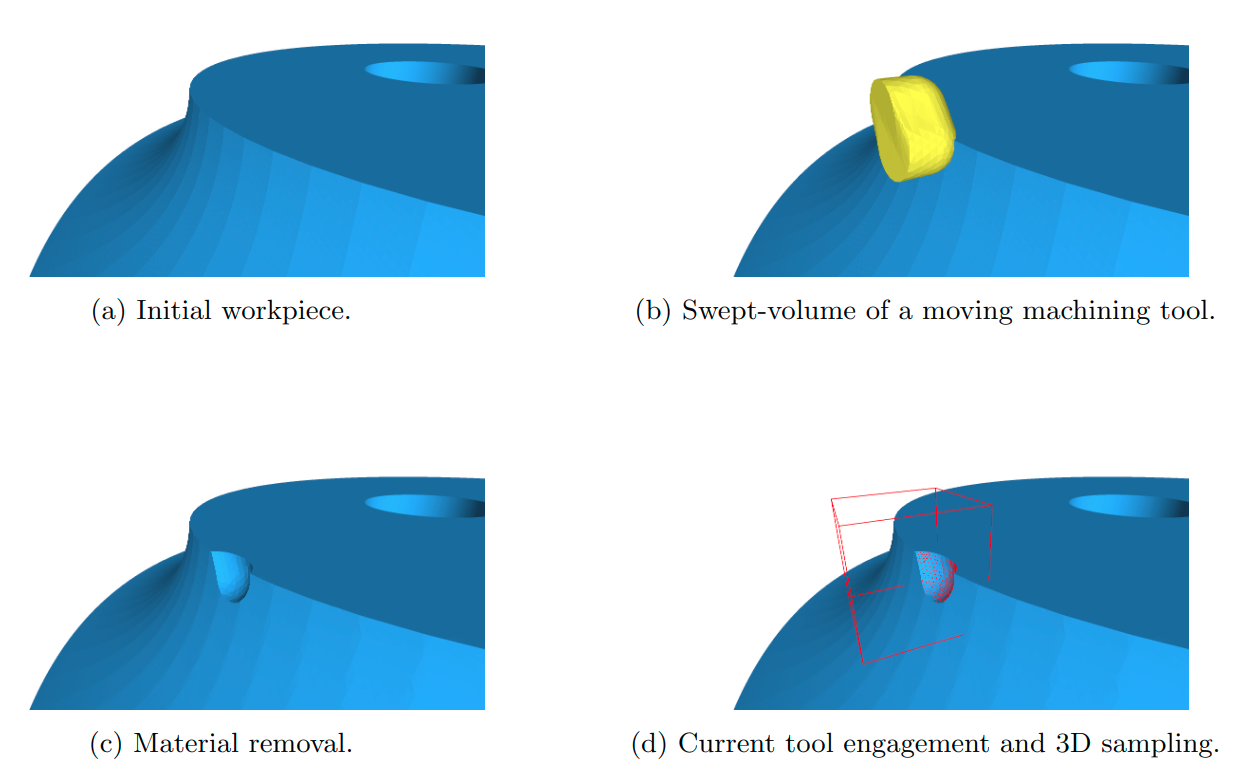 (a) Initial workpiece.
(b) Swept-volume of a moving machining tool.
(c) Material removal.
(d) Current tool engagement and 3D sampling.